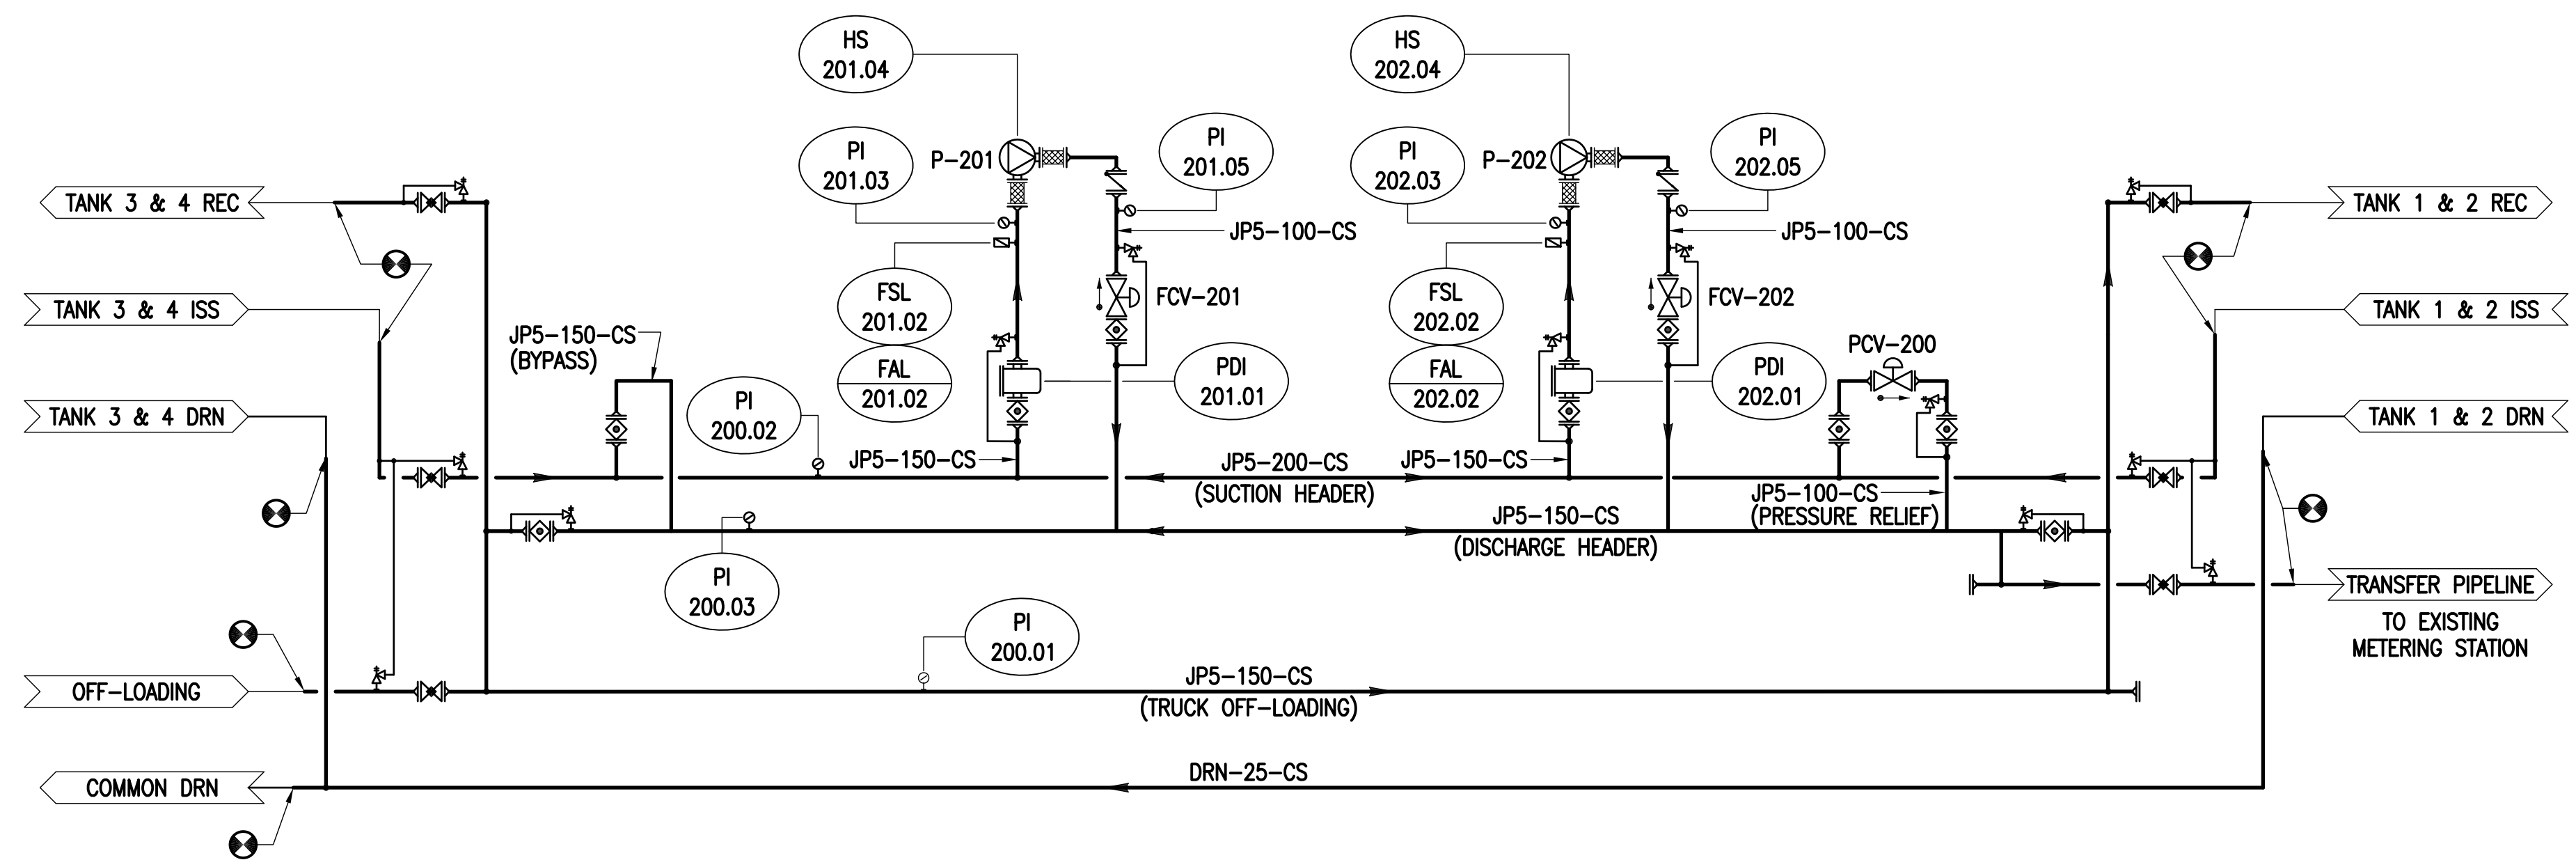 HS
201.04
HS
202.04
PI
201.03
P-201
PI
201.05
PI
202.03
P-202
PI
202.05
TANK 3 & 4 REC
TANK 1 & 2 REC
JP5-100-CS
JP5-100-CS
TANK 3 & 4 ISS
FSL
201.02
FCV-201
FSL
202.02
FCV-202
TANK 1 & 2 ISS
JP5-150-CS
(BYPASS)
PCV-200
FAL
201.02
PDI
201.01
FAL
202.02
PDI
202.01
TANK 3 & 4 DRN
PI
200.02
TANK 1 & 2 DRN
JP5-150-CS
JP5-200-CS
(SUCTION HEADER)
JP5-150-CS
JP5-100-CS
(PRESSURE RELIEF)
JP5-150-CS
(DISCHARGE HEADER)
PI
200.03
TRANSFER PIPELINE
TO EXISTING
METERING STATION
PI
200.01
OFF-LOADING
JP5-150-CS
(TRUCK OFF-LOADING)
COMMON DRN
DRN-25-CS